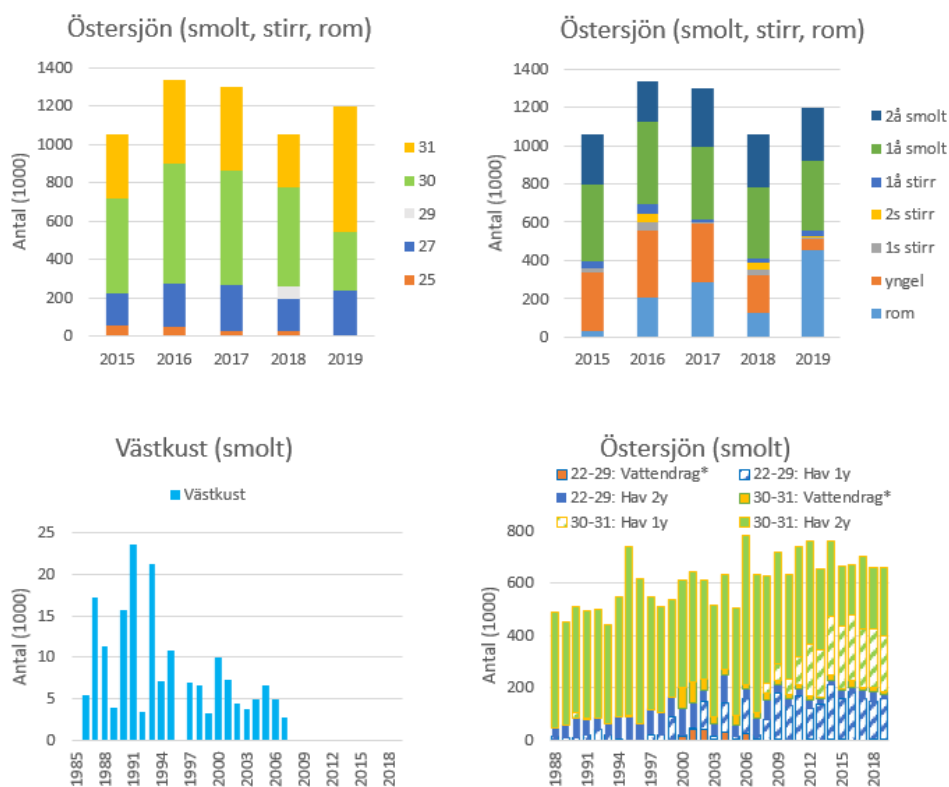 Östersjön (smolt, stirr, rom)
Antal (1000)
1400
1200
1000
800
600
400
200
0
2015 2016 2017 2018 2019
31
30
29
27
25
Östersjön (smolt, stirr, rom)
Antal (1000)
1400
1200
1000
800
600
400
200
0
2015 2016 2017 2018 2019
2å smolt
1å smolt
1å stirr
2s stirr
1s stirr
yngel
rom
Västkust (smolt)
Västkust
Antal (1000)
25
20
15
10
5
0
1985 1988 1991 1994 1997 2000 2003 2006 2009 2012 2015 2018
Östersjön (smolt)
22-29: Vattendrag* 22-29: Hav 1y
22-29: Hav 2y 30-31: Vattendrag*
30-31: Hav 1y 30-31: Hav 2y
Antal (1000)
800
600
400
200
0
1988 1991 1994 1997 2000 2003 2006 2009 2012 2015 2018